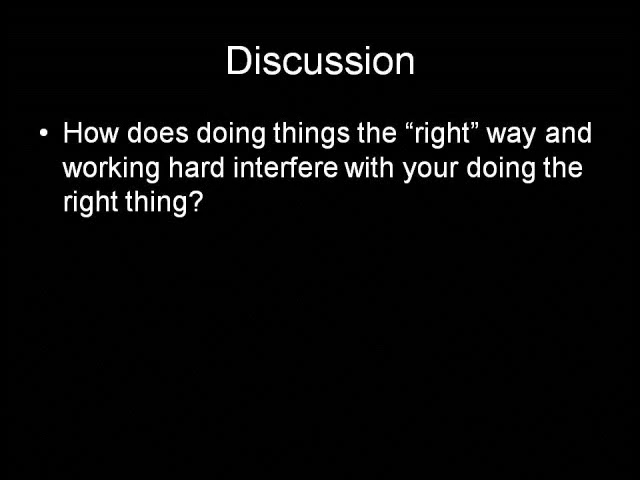 Discussion
• How does doing things the “right” way and
working hard interfere with your doing the
right thing?